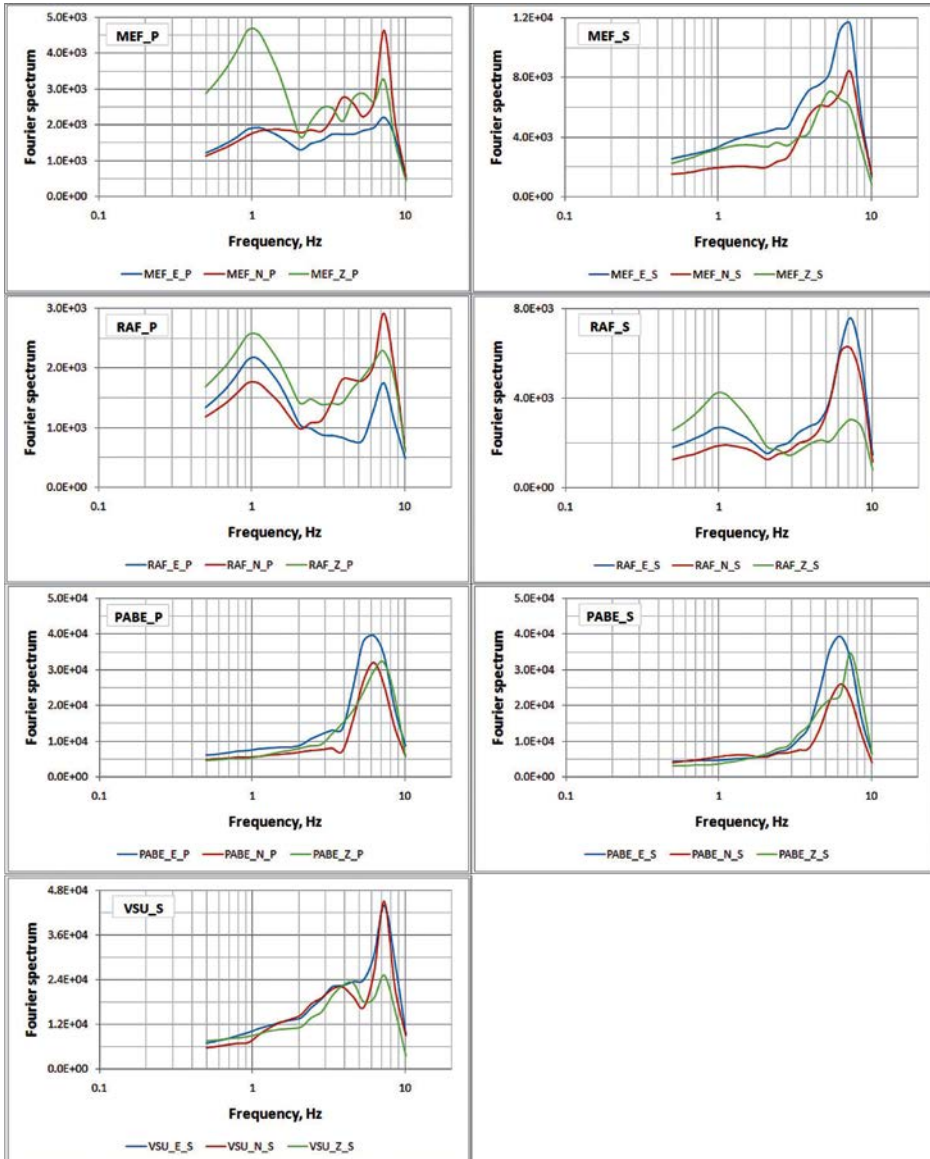 MEF_P
Fourier spectrum
5.0E+03
4.0E+03
3.0E+03
2.0E+03
1.0E+03
0.0E+00
0.1 1 10
Frequency, Hz
MEF_E_P MEF_N_P MEF_Z_P
MEF_S
Fourier spectrum
1.2E+04
8.0E+03
4.0E+03
0.0E+00
0.1 1 10
Frequency, Hz
MEF_E_S MEF_N_S MEF_Z_S
RAF_P
Fourier spectrum
3.0E+03
2.0E+03
1.0E+03
0.0E+00
0.1 1 10
Frequency, Hz
RAF_E_P RAF_N_P RAF_Z_P
RAF_S
Fourier spectrum
8.0E+03
4.0E+03
0.0E+00
0.1 1 10
Frequency, Hz
RAF_E_S RAF_N_S RAF_Z_S
PABE_P
Fourier spectrum
5.0E+04
4.0E+04
3.0E+04
2.0E+04
1.0E+04
0.0E+00
0.1 1 10
Frequency, Hz
PABE_E_P PABE_N_P PABE_Z_P
PABE_S
Fourier spectrum
5.0E+04
4.0E+04
3.0E+04
2.0E+04
1.0E+04
0.0E+00
0.1 1 10
Frequency, Hz
PABE_E_S PABE_N_S PABE_Z_S
VSU_S
Fourier spectrum
4.8E+04
3.6E+04
2.4E+04
1.2E+04
0.0E+00
0.1 1 10
Frequency, Hz
VSU_E_S VSU_N_S VSU_Z_S